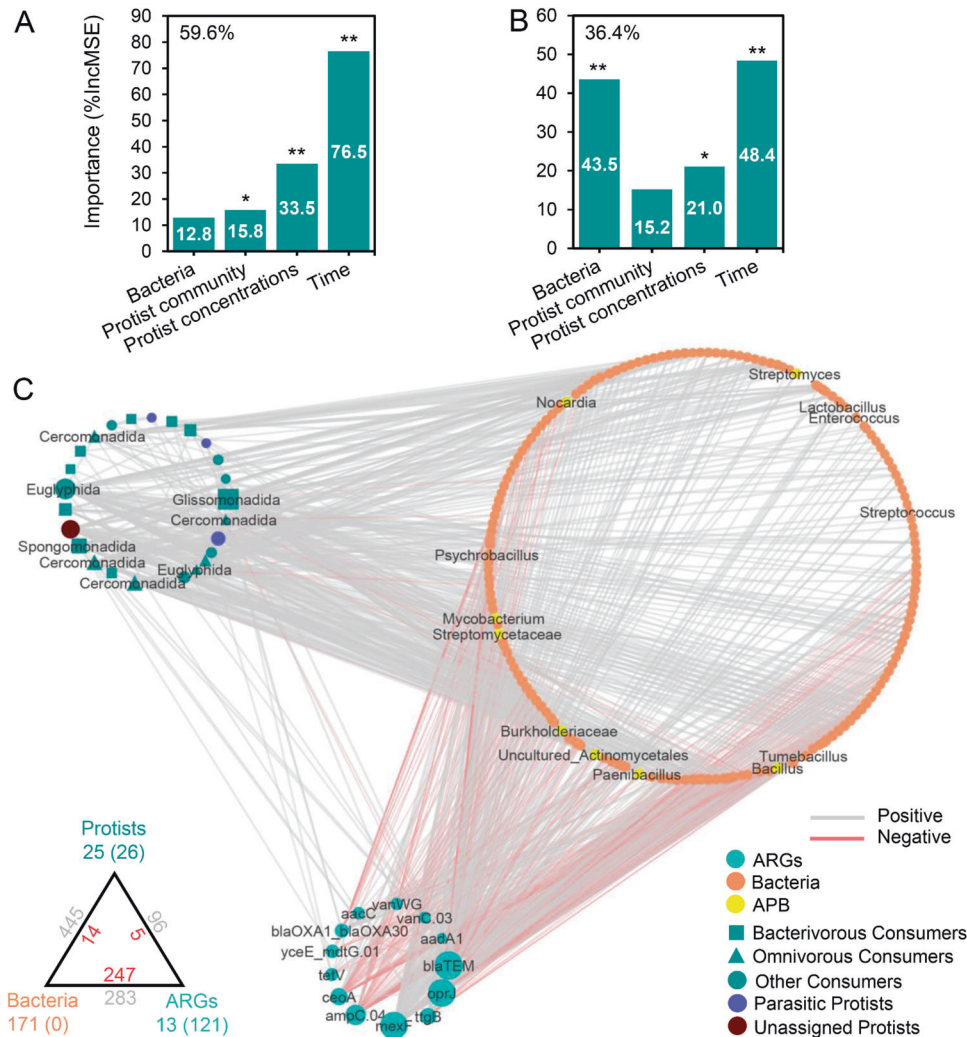 A
59.6%
Importance (%IncMSE)
90
80
70
60
50
40
30
20
10
0
12.8
*
15.8
**
33.5
**
76.5
Bacteria
Protist community
Protist concentrations
Time
B
36.4%
60
50
40
30
20
10
0
**
43.5
15.2
*
21.0
**
48.4
Bacteria
Protist community
Protist concentrations
Time
C
Cercomonadida
Euglyphida
Glissomonadida
Cercomonadida
Spongomonadida
Cercomonadida
Euglyphida
Cercomonadida
Streptomyces
Nocardia
Lactobacillus
Enterococcus
Streptococcus
Psychrobacillus
Mycobacterium
Streptomycetaceae
Burkholderiaceae
Uncultured_Actinomycetales
Paenibacillus
Tumebacillus
Bacillus
vanWG
aacC
vanC.03
blaOXA1_blaOXA30
aadA1
yceE_mdtG.01
blaTEM
tetV
oprJ
ceoA
ampC.04
ttgB
mexF
Protists
25 (26)
445
14
96
5
247
283
Bacteria
171 (0)
ARGs
13 (121)
Positive
Negative
ARGs
Bacteria
APB
Bacterivorous Consumers
Omnivorous Consumers
Other Consumers
Parasitic Protists
Unassigned Protists